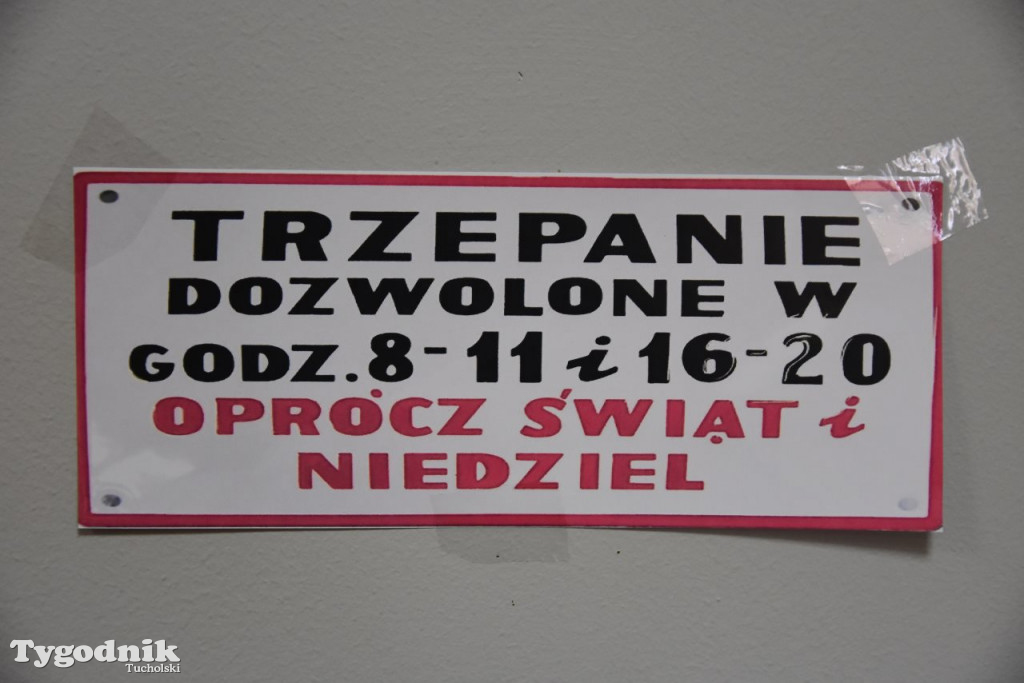 TRZEPANIE
DOZWOLONE W
GODZ. 8-11 i 16-20
OPRÓCZ ŚWIĄT i
NIEDZIEL
Tygodnik
Tucholski